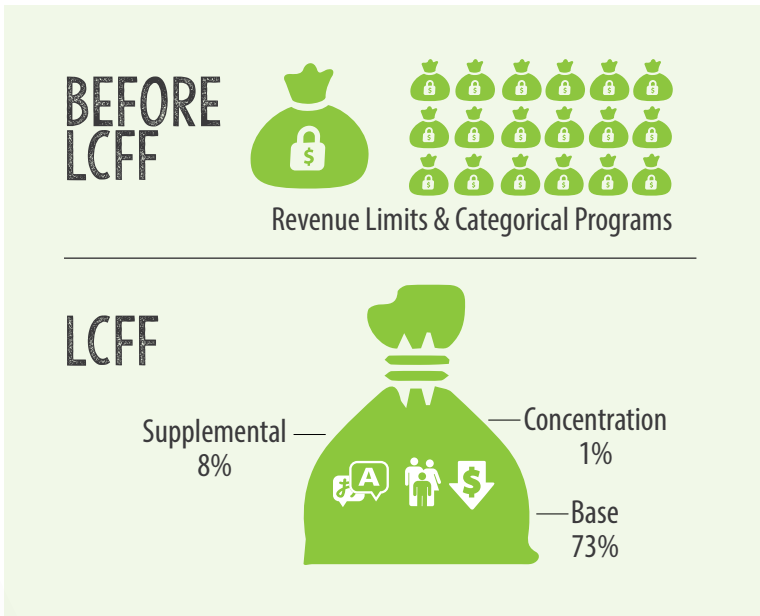 BEFORE
LCFF
$
$ $ $ $ $ $
$ $ $ $ $ $
$ $ $ $ $ $
Revenue Limits & Categorical Programs
LCFF
Supplemental
8%
Concentration
1%
A
$
Base
73%